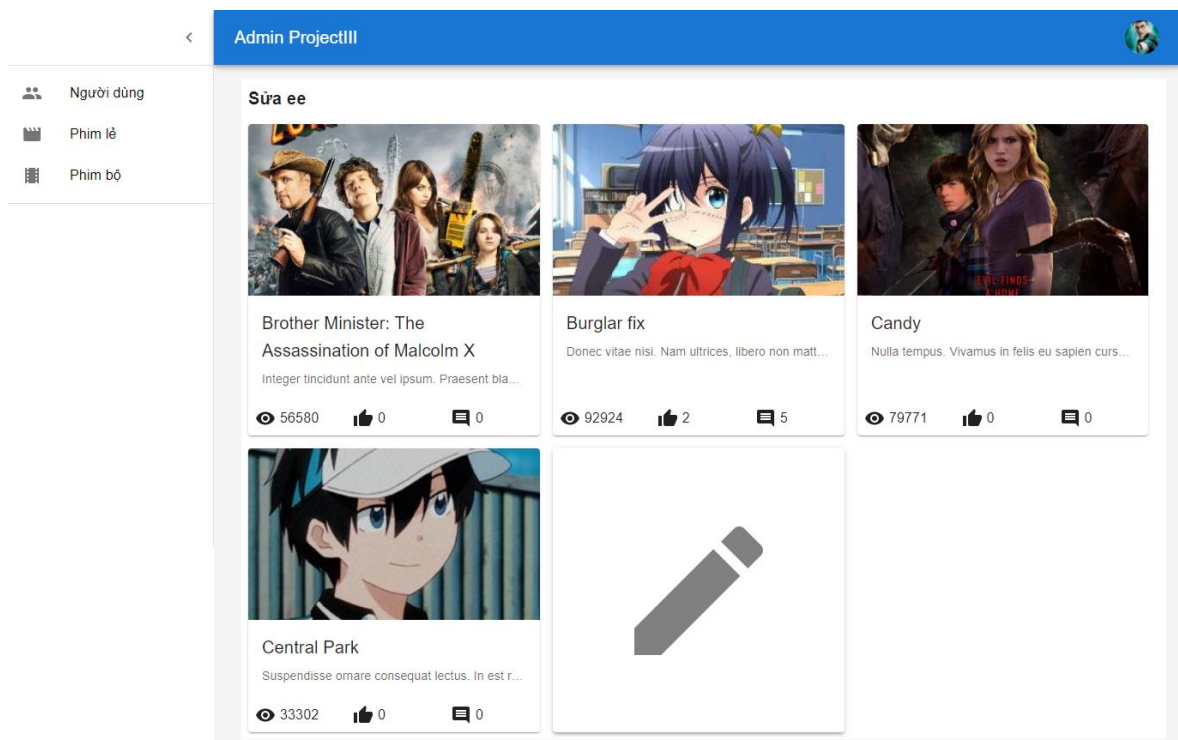 Admin ProjectIII
Người dùng
Phim lẻ
Phim bộ
Sửa ee
EVIL FINDS
A HOME
Brother Minister: The
Assassination of Malcolm X
Integer tincidunt ante vel ipsum. Praesent bla...
56580 0 0
Burglar fix
Donec vitae nisi. Nam ultrices, libero non matt...
92924 2 5
Candy
Nulla tempus. Vivamus in felis eu sapien curs...
79771 0 0
Central Park
Suspendisse ornare consequat lectus. In est r...
33302 0 0